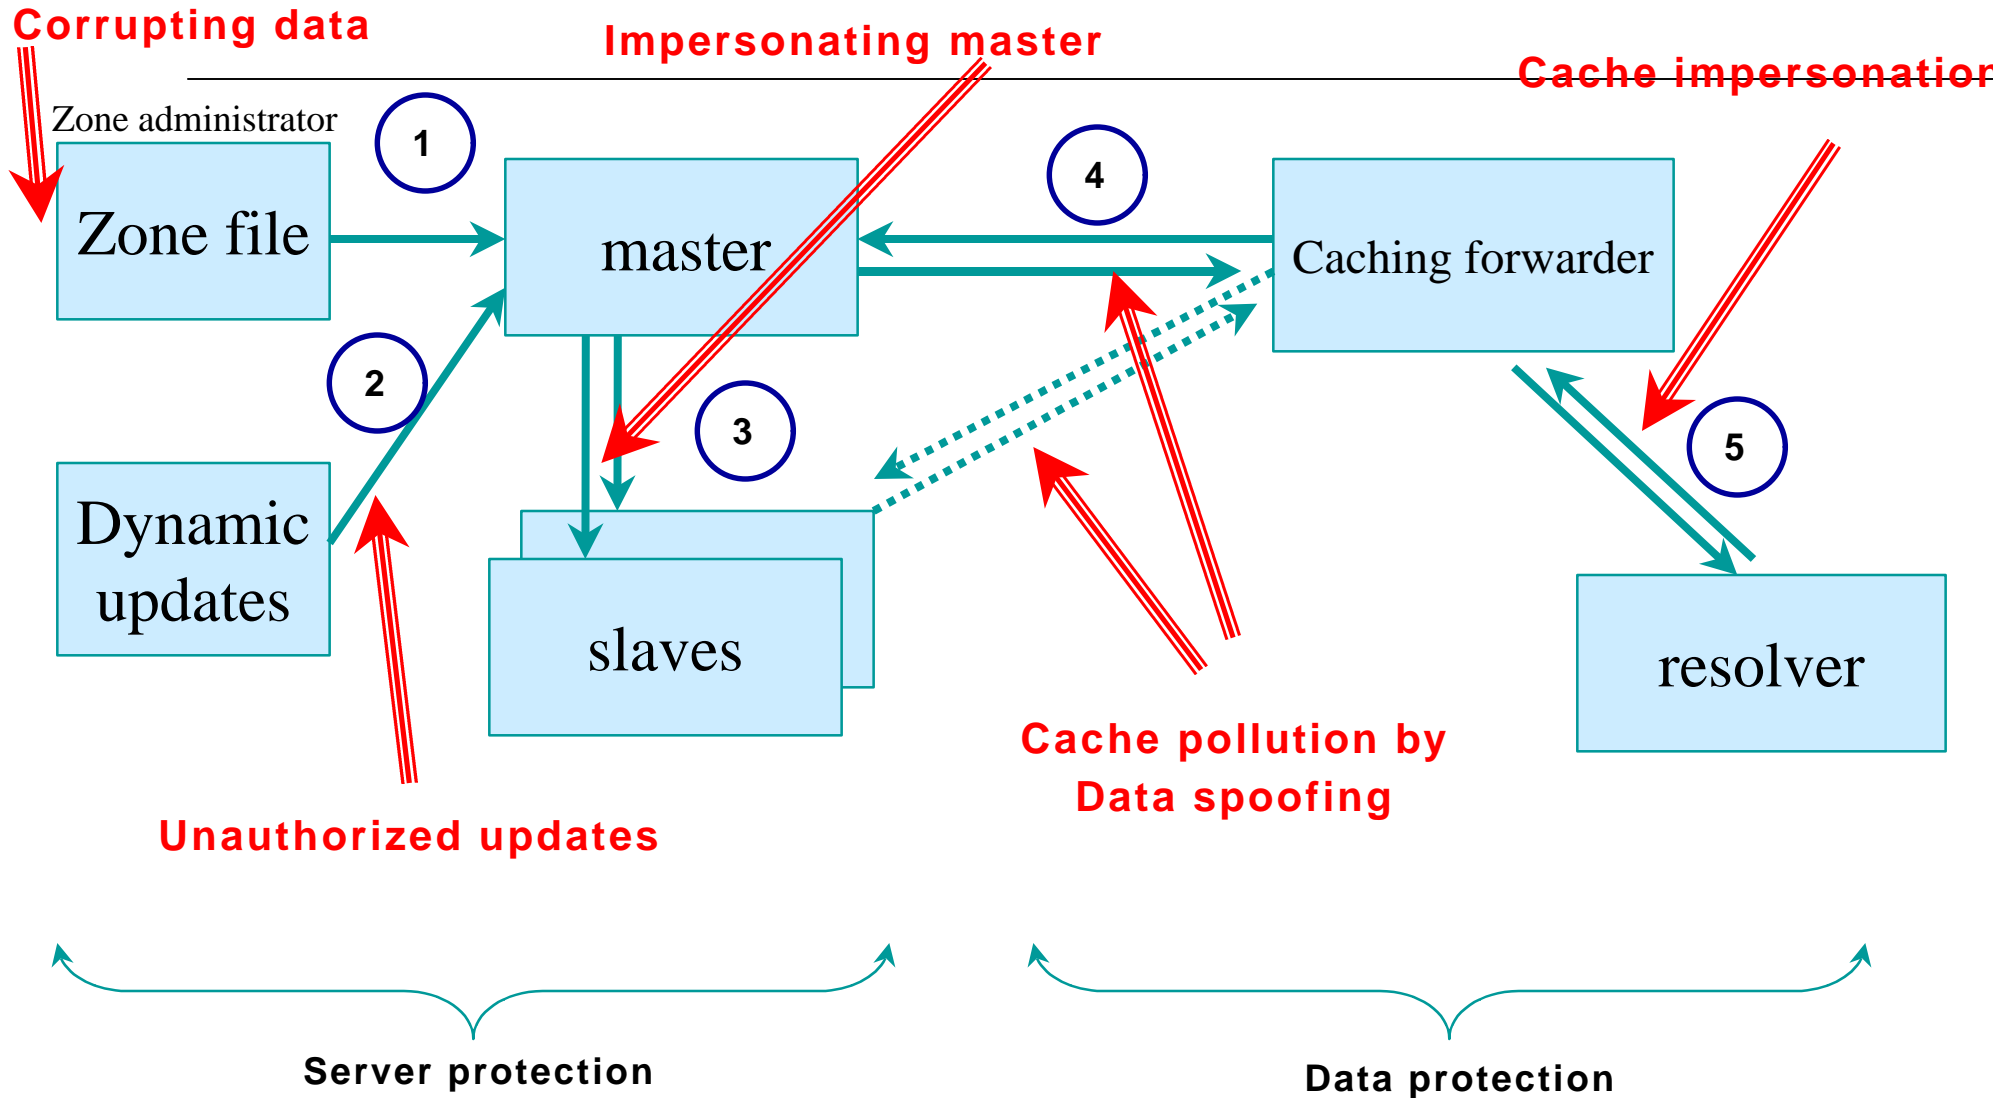 Corrupting data
Impersonating master
Cache impersonation
Zone administrator
1
4
Zone file
master
Caching forwarder
2
3
5
Dynamic
updates
slaves
resolver
Cache pollution by
Data spoofing
Unauthorized updates
Server protection
Data protection